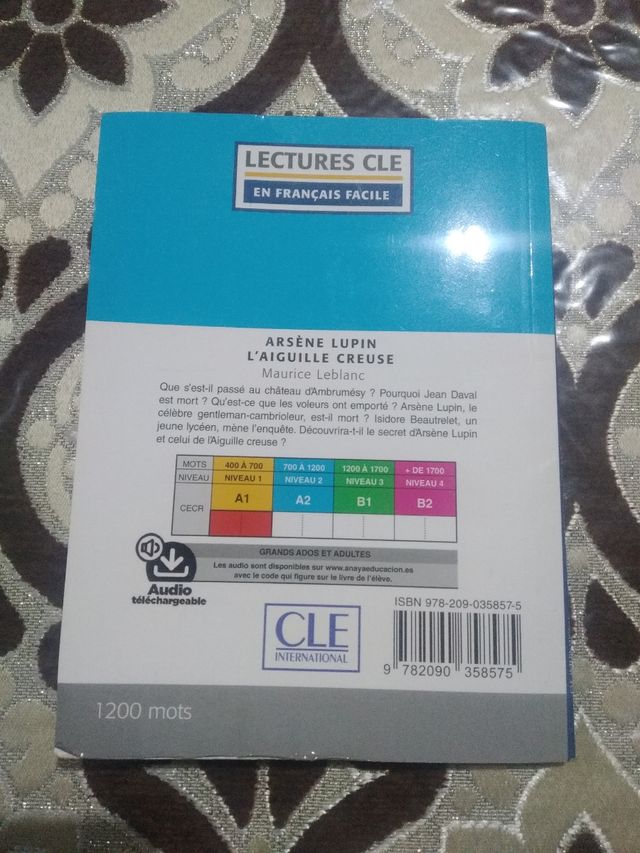 LECTURES CLE
EN FRANÇAIS FACILE
ARSÈNE LUPIN
L'AIGUILLE CREUSE
Maurice Leblanc
Que s'est-il passé au château d'Ambrumésy ? Pourquoi Jean Daval
est mort ? Qu'est-ce que les voleurs ont emporté ? Arsène Lupin, le
célèbre gentleman-cambrioleur, est-il mort ? Isidore Beautrelet, un
jeune lycéen, mène l'enquête. Découvrira-t-il le secret d'Arsène Lupin
et celui de l'Aiguille creuse ?
MOTS 400 À 700 700 À 1200 1200 À 1700 + DE 1700
NIVEAU NIVEAU 1 NIVEAU 2 NIVEAU 3 NIVEAU 4
CECR A1 A2 B1 B2
GRANDS ADOS ET ADULTES
Les audio sont disponibles sur www.anayaeducacion.es
avec le code qui figure sur le livre de l'élève.
Audio
téléchargeable
CLE
INTERNATIONAL
ISBN 978-209-035857-5
9 782090 358575
1200 mots